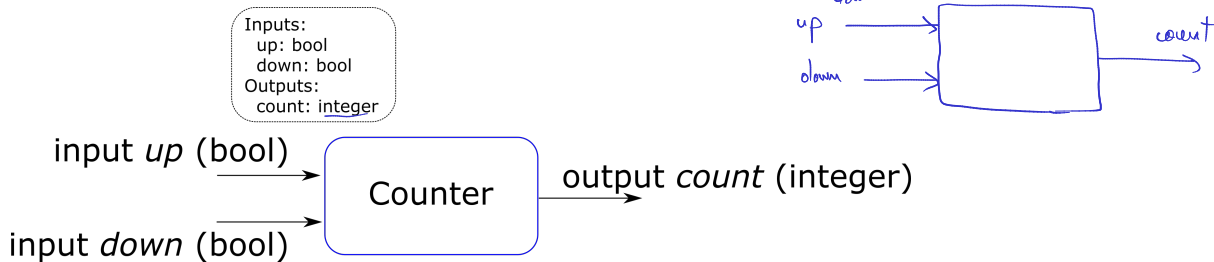 Inputs:
up: bool
down: bool
Outputs:
count: integer
input up (bool)
Counter
output count (integer)
input down (bool)
up
down
count